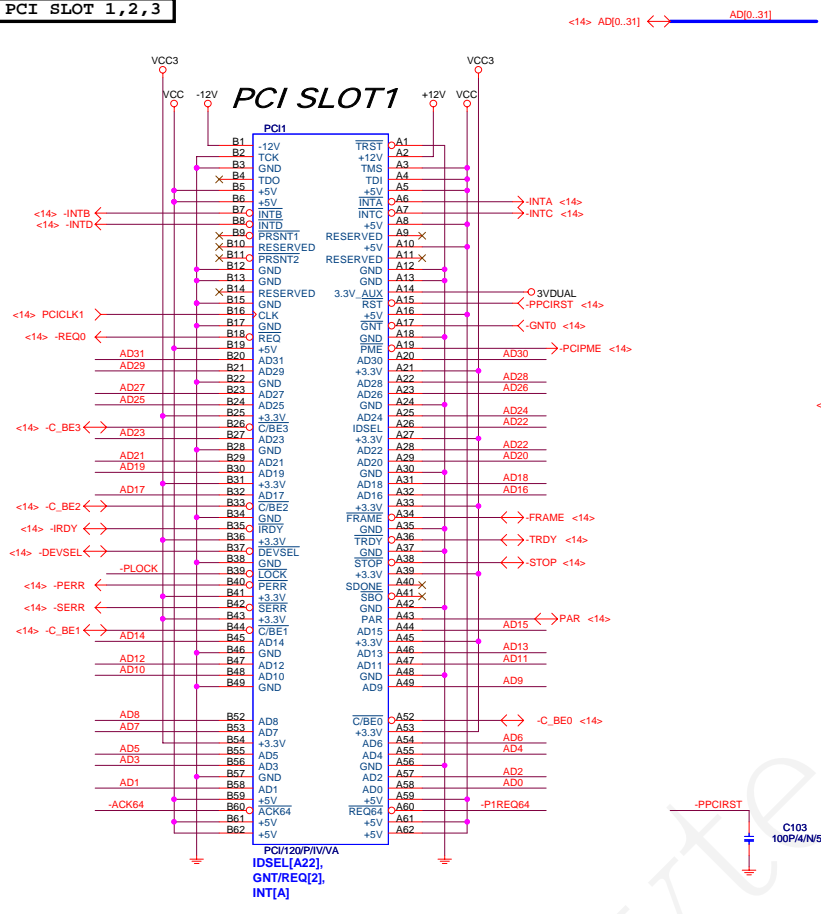 PCI SLOT 1,2,3
<14> AD[0..31] AD[0..31]
VCC3 VCC3
VCC -12V PCI SLOT1 +12V VCC
PCI1
B1 -12V TRST A1
B2 TCK +12V A2
B3 GND TMS A3
B4 TDO TDI A4
B5 +5V +5V A5
B6 +5V INTA A6 -INTA <14>
<14> -INTB B7 INTB INTC A7 -INTC <14>
<14> -INTD B8 INTD +5V A8
B9 PRSNT1 RESERVED A9
B10 RESERVED +5V A10
B11 PRSNT2 RESERVED A11
B12 GND GND A12
B13 GND GND A13
B14 RESERVED 3.3V_AUX A14 3VDUAL
B15 GND RST A15 -PPCIRST <14>
<14> PCICLK1 B16 CLK +5V A16
B17 GND GNT A17 -GNT0 <14>
<14> -REQ0 B18 REQ GND A18
B19 +5V PME A19 -PCIPME <14>
AD31 B20 AD31 AD30 A20 AD30
AD29 B21 AD29 +3.3V A21
B22 GND AD28 A22 AD28
AD27 B23 AD27 AD26 A23 AD26
AD25 B24 AD25 GND A24
B25 +3.3V AD24 A25 AD24
<14> -C_BE3 B26 C/BE3 IDSEL A26 AD22
AD23 B27 AD23 +3.3V A27
B28 GND AD22 A28 AD22
AD21 B29 AD21 AD20 A29 AD20
AD19 B30 AD19 GND A30
B31 +3.3V AD18 A31 AD18
AD17 B32 AD17 AD16 A32 AD16
<14> -C_BE2 B33 C/BE2 +3.3V A33
B34 GND FRAME A34 -FRAME <14>
<14> -IRDY B35 IRDY GND A35
B36 +3.3V TRDY A36 -TRDY <14>
<14> -DEVSEL B37 DEVSEL GND A37
B38 GND STOP A38 -STOP <14>
-PLOCK B39 LOCK +3.3V A39
<14> -PERR B40 PERR SDONE A40
B41 +3.3V SBO A41
<14> -SERR B42 SERR GND A42
B43 +3.3V PAR A43 PAR <14>
<14> -C_BE1 B44 C/BE1 AD15 A44 AD15
AD14 B45 AD14 +3.3V A45
B46 GND AD13 A46 AD13
AD12 B47 AD12 AD11 A47 AD11
AD10 B48 AD10 GND A48
B49 GND AD9 A49 AD9
AD8 B52 AD8 C/BE0 A52 -C_BE0 <14>
AD7 B53 AD7 +3.3V A53
B54 +3.3V AD6 A54 AD6
AD5 B55 AD5 AD4 A55 AD4
AD3 B56 AD3 GND A56
B57 GND AD2 A57 AD2
AD1 B58 AD1 AD0 A58 AD0
B59 +5V +5V A59
-ACK64 B60 ACK64 REQ64 A60 -P1REQ64
B61 +5V +5V A61
B62 +5V +5V A62
-PPCIRST
C103
100P/4/N/5
PCI/120/P/IV/VA
IDSEL[A22],
GNT/REQ[2],
INT[A]